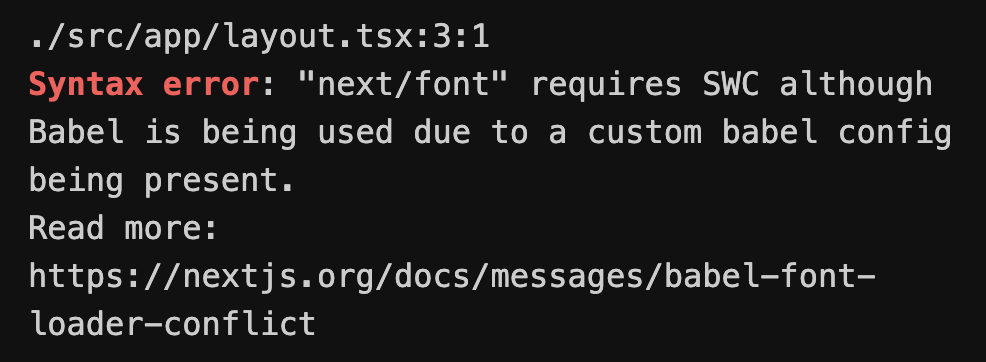 ./src/app/layout.tsx:3:1
Syntax error: "next/font" requires SWC although
Babel is being used due to a custom babel config
being present.
Read more:
https://nextjs.org/docs/messages/babel-font-
loader-conflict